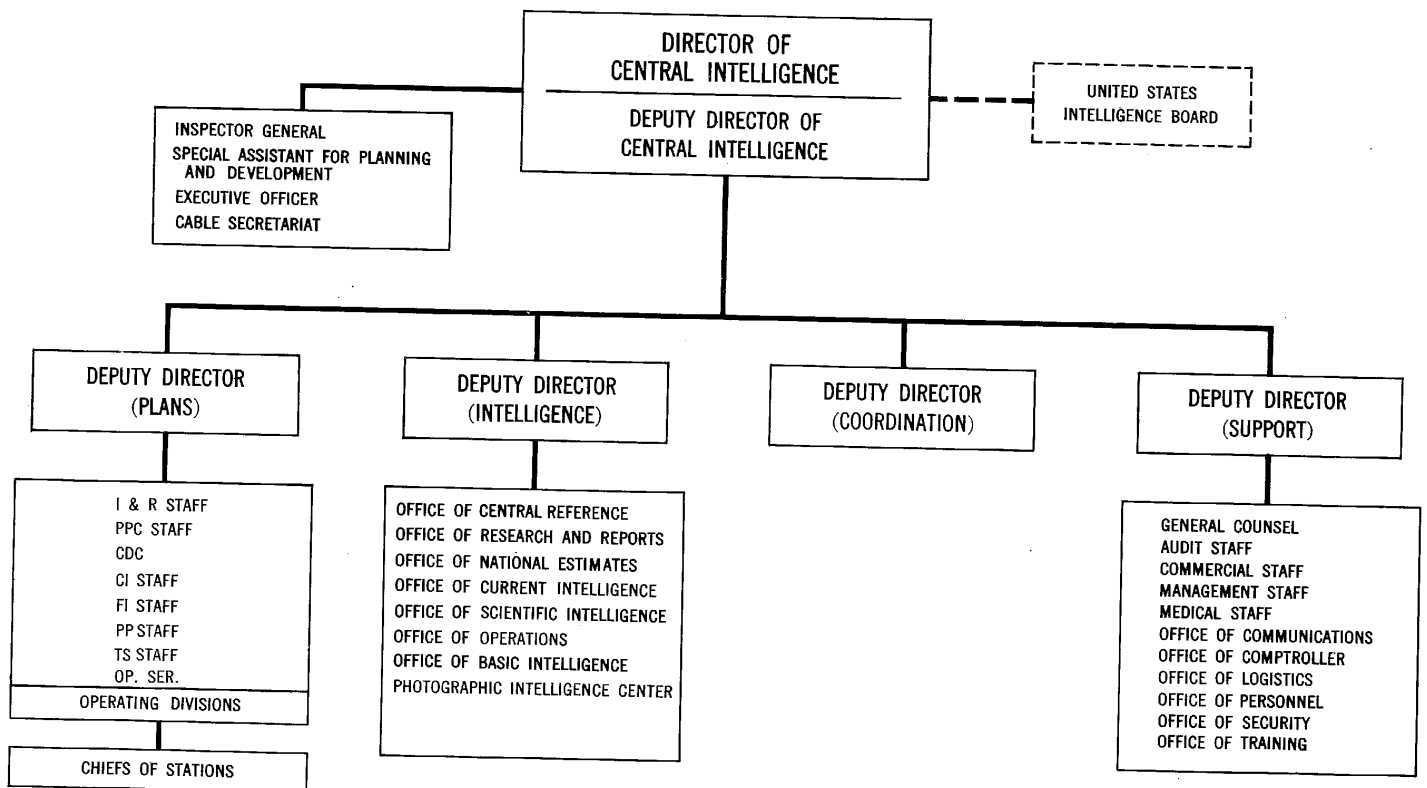 DIRECTOR OF
CENTRAL INTELLIGENCE
DEPUTY DIRECTOR OF
CENTRAL INTELLIGENCE
UNITED STATES
INTELLIGENCE BOARD
INSPECTOR GENERAL
SPECIAL ASSISTANT FOR PLANNING
AND DEVELOPMENT
EXECUTIVE OFFICER
CABLE SECRETARIAT
DEPUTY DIRECTOR
(PLANS)
I & R STAFF
PPC STAFF
CDC
CI STAFF
FI STAFF
PP STAFF
TS STAFF
OP. SER.
OPERATING DIVISIONS
CHIEFS OF STATIONS
DEPUTY DIRECTOR
(INTELLIGENCE)
OFFICE OF CENTRAL REFERENCE
OFFICE OF RESEARCH AND REPORTS
OFFICE OF NATIONAL ESTIMATES
OFFICE OF CURRENT INTELLIGENCE
OFFICE OF SCIENTIFIC INTELLIGENCE
OFFICE OF OPERATIONS
OFFICE OF BASIC INTELLIGENCE
PHOTOGRAPHIC INTELLIGENCE CENTER
DEPUTY DIRECTOR
(COORDINATION)
DEPUTY DIRECTOR
(SUPPORT)
GENERAL COUNSEL
AUDIT STAFF
COMMERCIAL STAFF
MANAGEMENT STAFF
MEDICAL STAFF
OFFICE OF COMMUNICATIONS
OFFICE OF COMPTROLLER
OFFICE OF LOGISTICS
OFFICE OF PERSONNEL
OFFICE OF SECURITY
OFFICE OF TRAINING